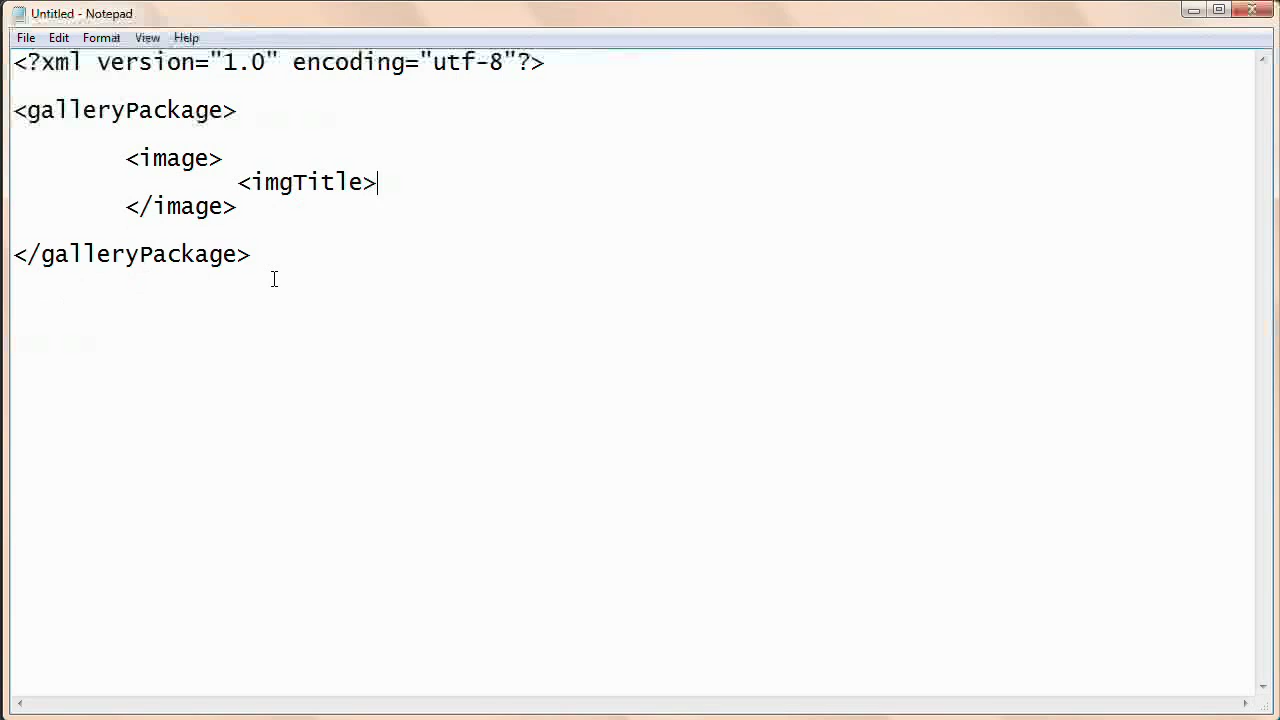 Untitled - Notepad
File Edit Format View Help
<?xml version="1.0" encoding="utf-8"?>
<galleryPackage>
<image>
<imgTitle>
</image>
</galleryPackage>